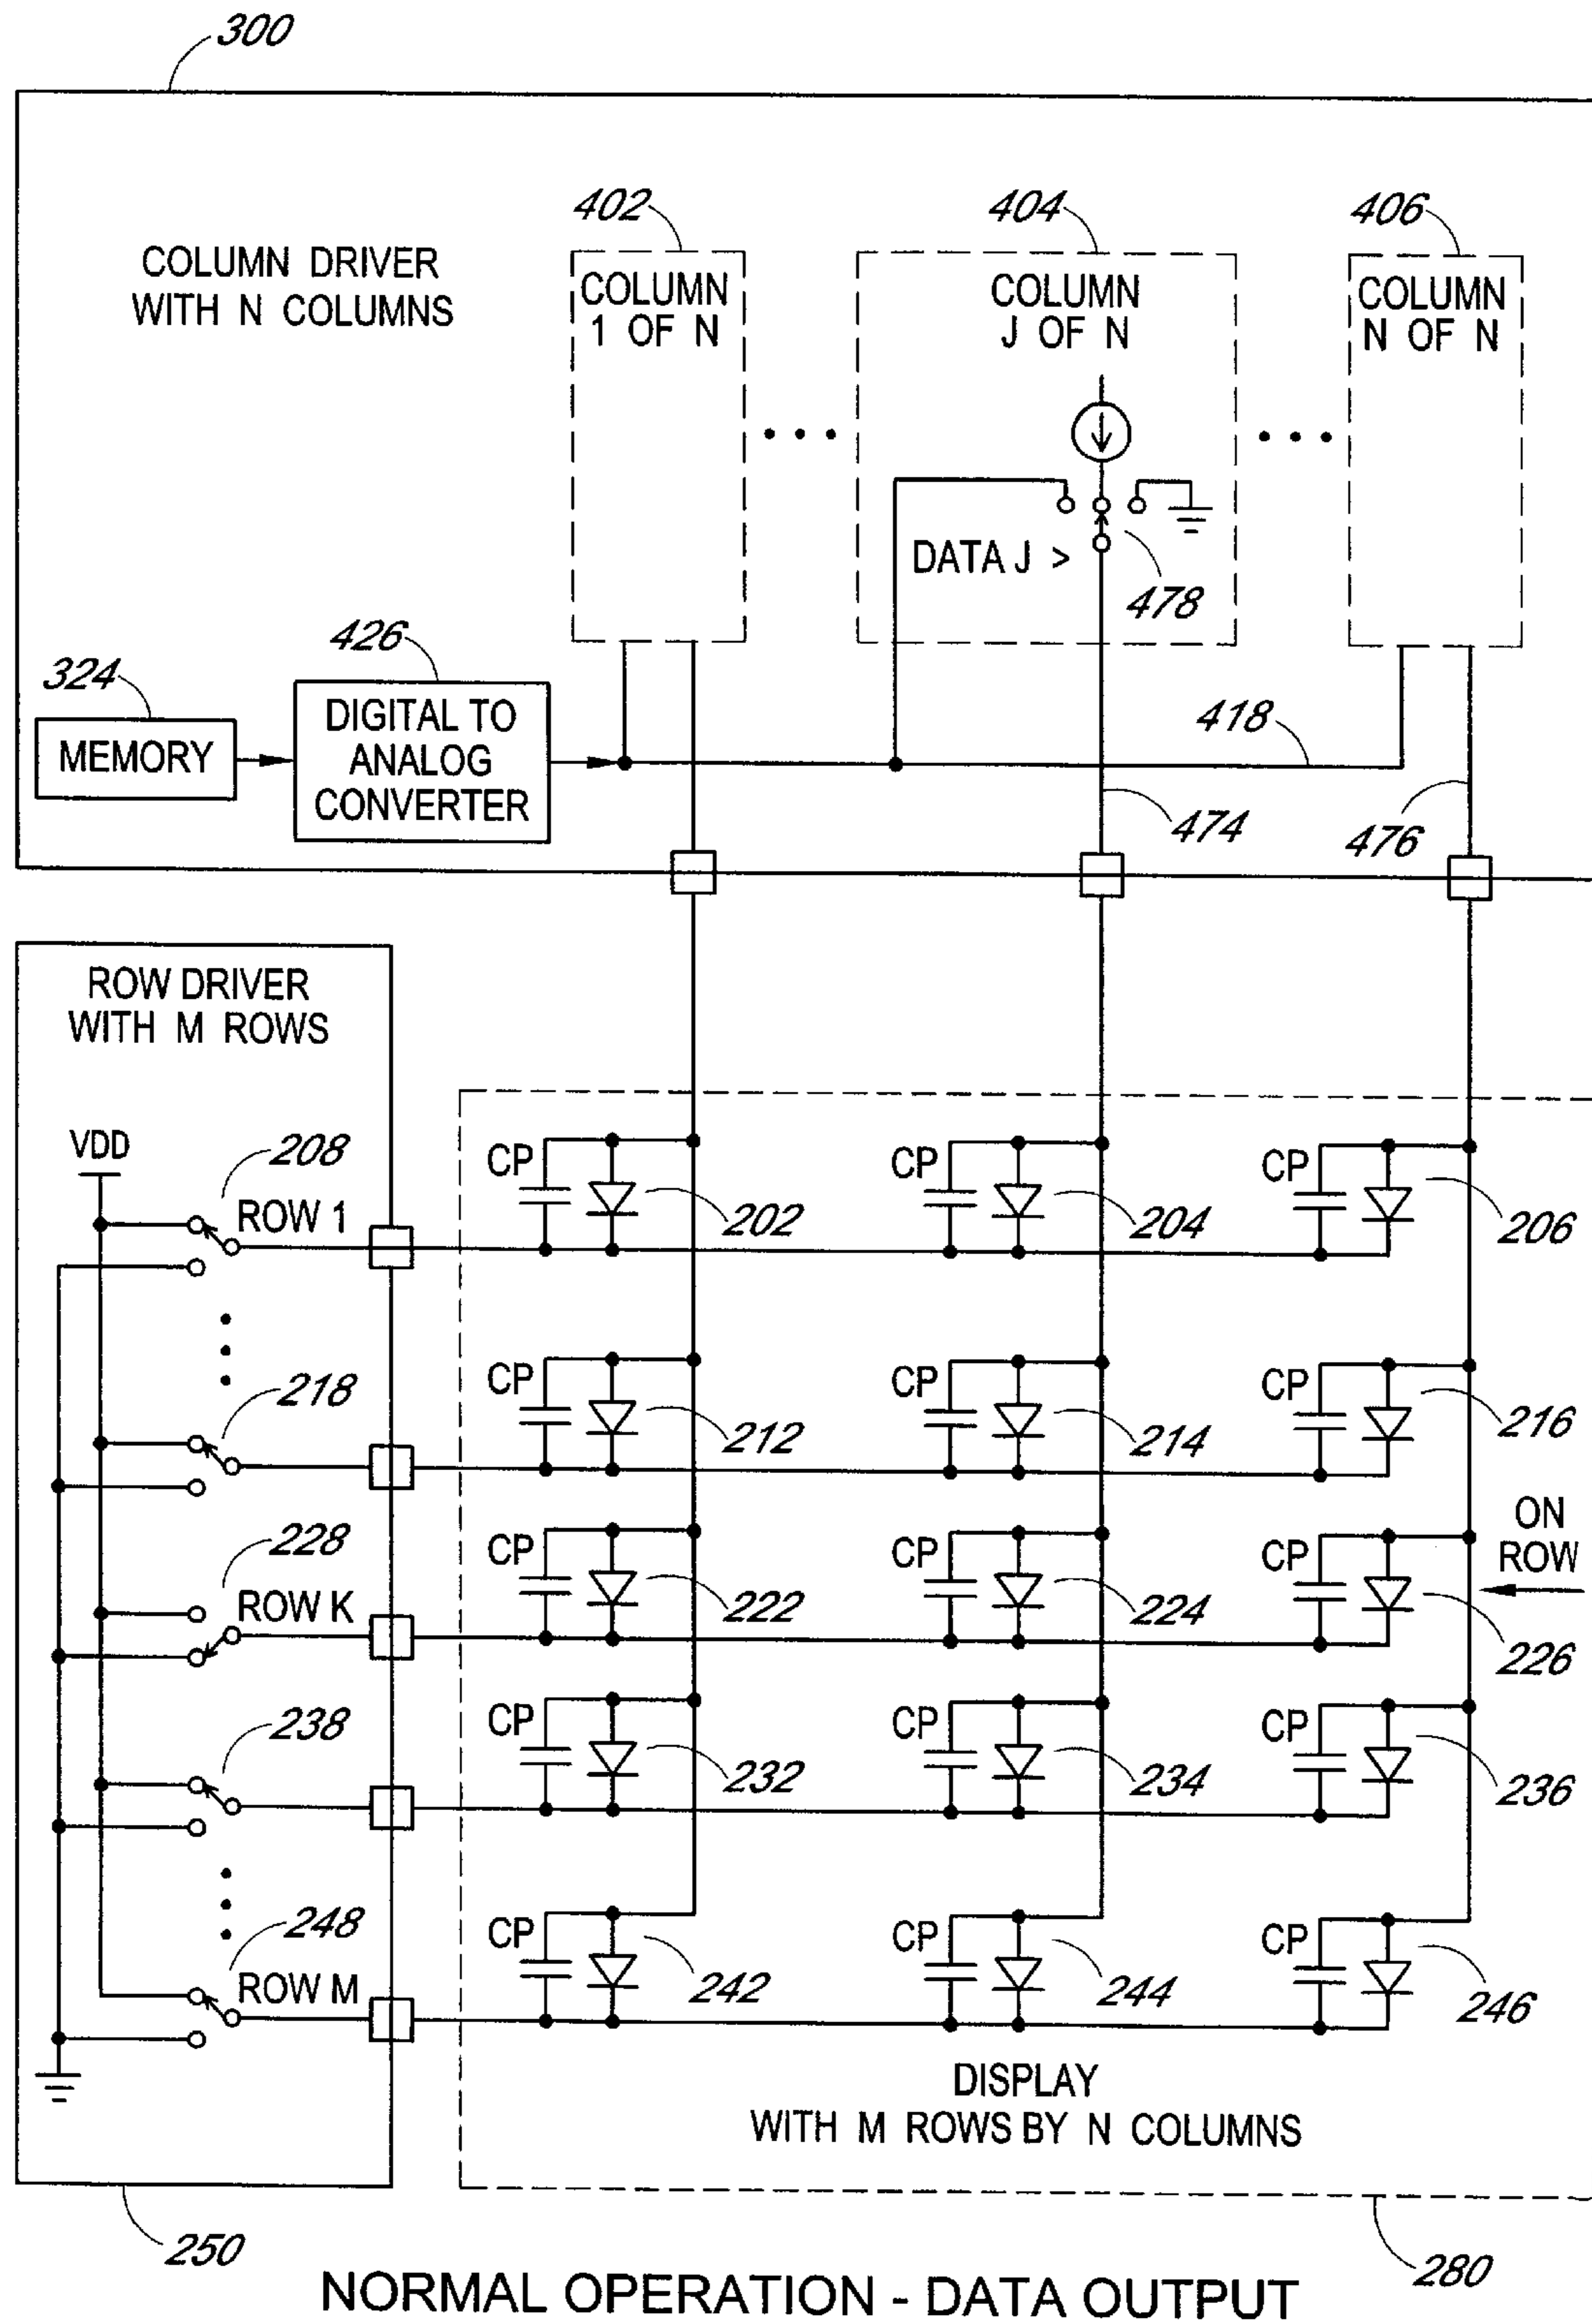 300
402
404
406
COLUMN DRIVER
WITH N COLUMNS
COLUMN
1 OF N
COLUMN
J OF N
COLUMN
N OF N
DATA J >
478
426
324
MEMORY
DIGITAL TO
ANALOG
CONVERTER
418
474
476
ROW DRIVER
WITH M ROWS
VDD
208
ROW 1
CP
202
CP
204
CP
206
218
CP
212
CP
214
CP
216
ON
ROW
228
ROW K
CP
222
CP
224
CP
226
238
CP
232
CP
234
CP
236
248
ROW M
CP
242
CP
244
CP
246
DISPLAY
WITH M ROWS BY N COLUMNS
250
280
NORMAL OPERATION - DATA OUTPUT